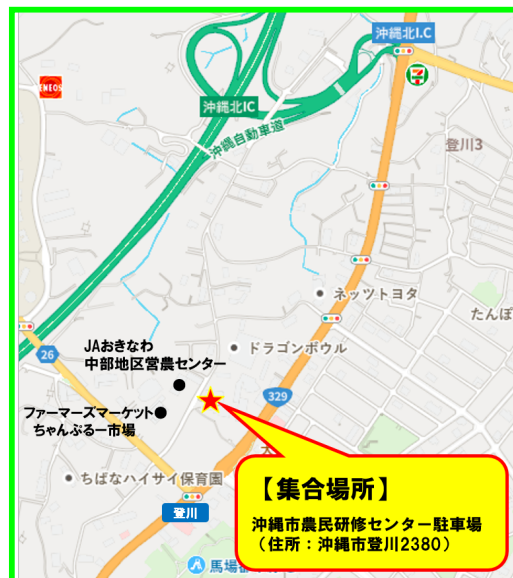 沖縄北I.C
ENEOS
沖縄北IC
沖縄自動車道
登川3
ネッツトヨタ
たんぽ
JAおきなわ
中部地区営農センター
ドラゴンボウル
26
329
ファーマーズマーケット
ちゃんぷるー市場
ちばなハイサイ保育園
登川
【集合場所】
沖縄市農民研修センター駐車場
（住所：沖縄市登川2380）